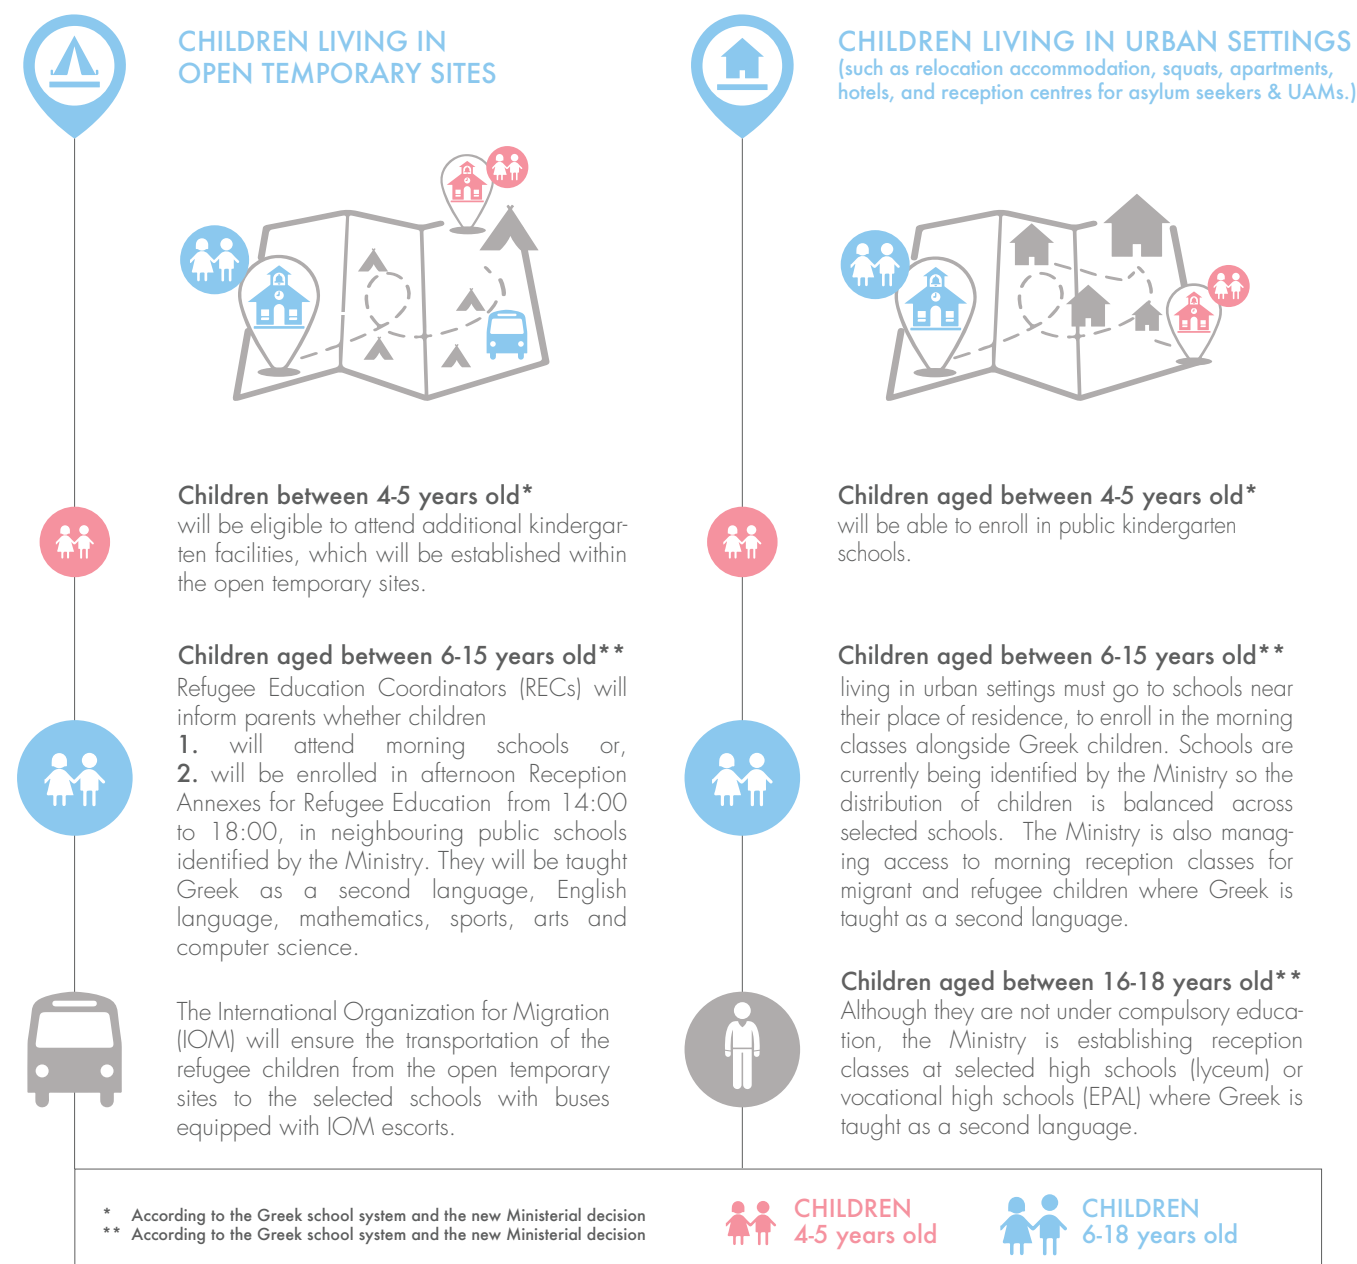 CHILDREN LIVING IN
OPEN TEMPORARY SITES
Children between 4-5 years old*
will be eligible to attend additional kindergar-
ten facilities, which will be established within
the open temporary sites.
Children aged between 6-15 years old**
Refugee Education Coordinators (RECs) will
inform parents whether children
1. will attend morning schools or,
2. will be enrolled in afternoon Reception
Annexes for Refugee Education from 14:00
to 18:00, in neighbouring public schools
identified by the Ministry. They will be taught
Greek as a second language, English
language, mathematics, sports, arts and
computer science.
The International Organization for Migration
(IOM) will ensure the transportation of the
refugee children from the open temporary
sites to the selected schools with buses
equipped with IOM escorts.
CHILDREN LIVING IN URBAN SETTINGS
(such as relocation accommodation, squats, apartments,
hotels, and reception centres for asylum seekers & UAMs.)
Children aged between 4-5 years old*
will be able to enroll in public kindergarten
schools.
Children aged between 6-15 years old**
living in urban settings must go to schools near
their place of residence, to enroll in the morning
classes alongside Greek children. Schools are
currently being identified by the Ministry so the
distribution of children is balanced across
selected schools. The Ministry is also manag-
ing access to morning reception classes for
migrant and refugee children where Greek is
taught as a second language.
Children aged between 16-18 years old**
Although they are not under compulsory educa-
tion, the Ministry is establishing reception
classes at selected high schools (lyceum) or
vocational high schools (EPAL) where Greek is
taught as a second language.
* According to the Greek school system and the new Ministerial decision
** According to the Greek school system and the new Ministerial decision
CHILDREN
4-5 years old
CHILDREN
6-18 years old